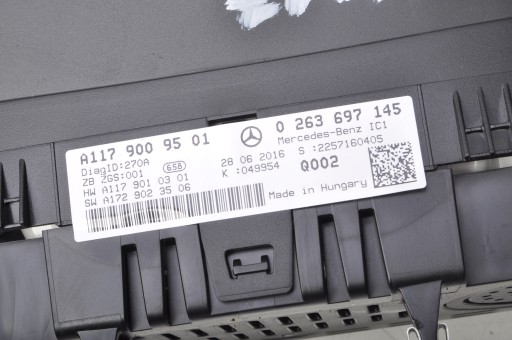 A117 900 95 01
0 263 697 145
DiagID:270A
Mercedes-Benz IC1
ZB ZGS:001
658
28 06 2016
S :2257160405
HW A117 901 03 01
K :049954
Q002
SW A172 902 35 06
Made in Hungary